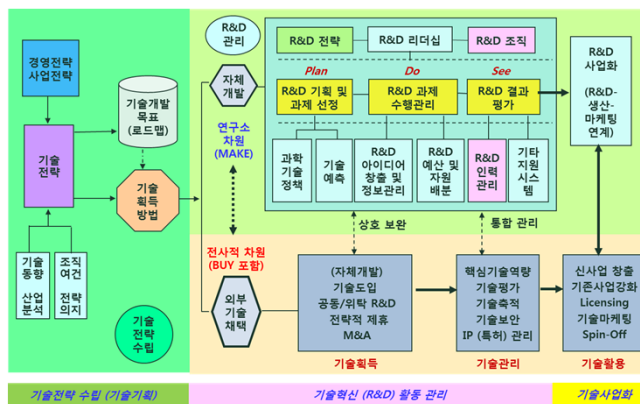 경영전략
사업전략
기술
전략
기술
동향
산업
분석
조직
여건
전략
의지
기술개발
목표
(로드맵)
기술
획득
방법
기술
전략
수립
R&D
관리
자체
개발
연구소
차원
(MAKE)
전사적 차원
(BUY 포함)
외부
기술
채택
R&D 전략
R&D 리더십
R&D 조직
Plan
Do
See
R&D 기획 및
과제 선정
R&D 과제
수행관리
R&D 결과
평가
과학
기술
정책
기술
예측
R&D
아이디어
창출 및
정보관리
R&D
예산 및
자원
배분
R&D
인력
관리
기타
지원
시스
템
상호 보완
통합 관리
R&D
사업화
(R&D-
생산-
마케팅
연계)
(자체개발)
기술도입
공동/위탁 R&D
전략적 제휴
M&A
기술획득
핵심기술역량
기술평가
기술축적
기술보안
IP (특허) 관리
기술관리
신사업 창출
기존사업강화
Licensing
기술마케팅
Spin-Off
기술활용
기술전략 수립 (기술기획)
기술혁신 (R&D) 활동 관리
기술사업화